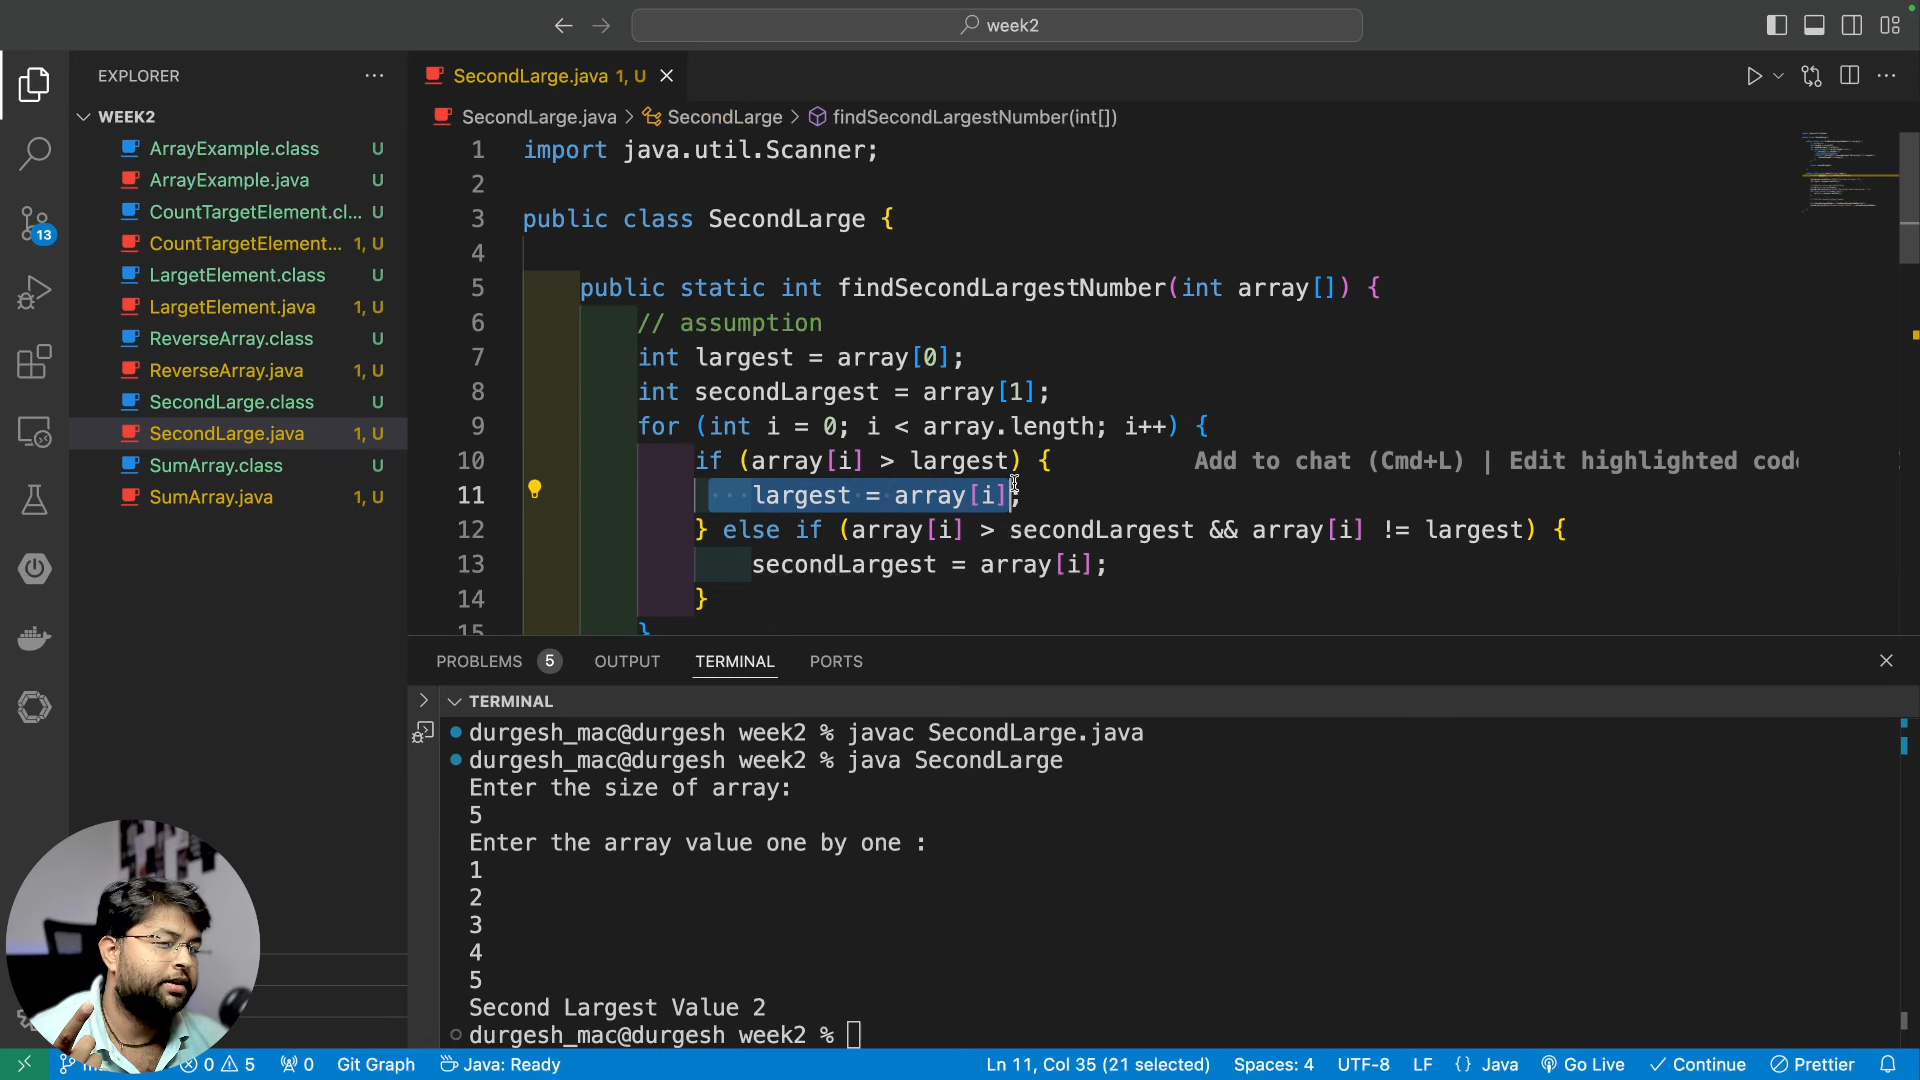 week2
EXPLORER
WEEK2
ArrayExample.class U
ArrayExample.java U
CountTargetElement.cl... U
CountTargetElement... 1, U
LargetElement.class U
LargetElement.java 1, U
ReverseArray.class U
ReverseArray.java 1, U
SecondLarge.class U
SecondLarge.java 1, U
SumArray.class U
SumArray.java 1, U
13
SecondLarge.java 1, U
SecondLarge.java > SecondLarge > findSecondLargestNumber(int[])
1 import java.util.Scanner;
2
3 public class SecondLarge {
4
5 public static int findSecondLargestNumber(int array[]) {
6 // assumption
7 int largest = array[0];
8 int secondLargest = array[1];
9 for (int i = 0; i < array.length; i++) {
10 if (array[i] > largest) { Add to chat (Cmd+L) | Edit highlighted cod
11 largest = array[i];
12 } else if (array[i] > secondLargest && array[i] != largest) {
13 secondLargest = array[i];
14 }
15 }
PROBLEMS 5 OUTPUT TERMINAL PORTS
TERMINAL
durgesh_mac@durgesh week2 % javac SecondLarge.java
durgesh_mac@durgesh week2 % java SecondLarge
Enter the size of array:
5
Enter the array value one by one :
1
2
3
4
5
Second Largest Value 2
durgesh_mac@durgesh week2 %
0 5 0 Git Graph Java: Ready Ln 11, Col 35 (21 selected) Spaces: 4 UTF-8 LF {} Java Go Live Continue Prettier